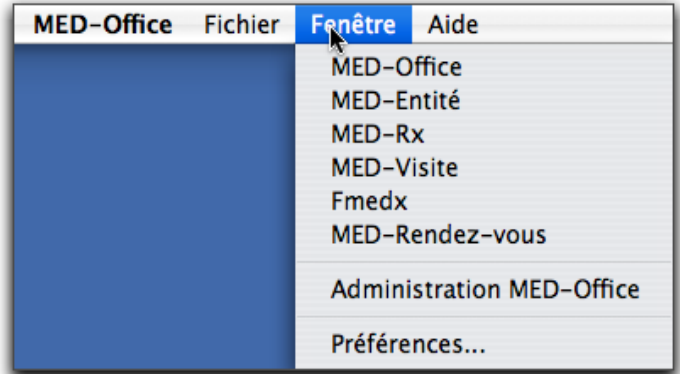 MED-Office Fichier Fenêtre Aide
MED-Office
MED-Entité
MED-Rx
MED-Visite
Fmedx
MED-Rendez-vous
Administration MED-Office
Préférences...